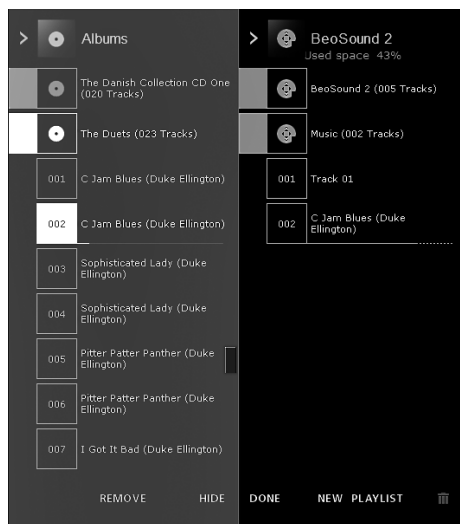 Albums
The Danish Collection CD One
(020 Tracks)
The Duets (023 Tracks)
001 C Jam Blues (Duke Ellington)
002 C Jam Blues (Duke Ellington)
003 Sophisticated Lady (Duke
Ellington)
004 Sophisticated Lady (Duke
Ellington)
005 Pitter Patter Panther (Duke
Ellington)
006 Pitter Patter Panther (Duke
Ellington)
007 I Got It Bad (Duke Ellington)
REMOVE HIDE
BeoSound 2
Used space 43%
BeoSound 2 (005 Tracks)
Music (002 Tracks)
001 Track 01
002 C Jam Blues (Duke
Ellington)
DONE NEW PLAYLIST